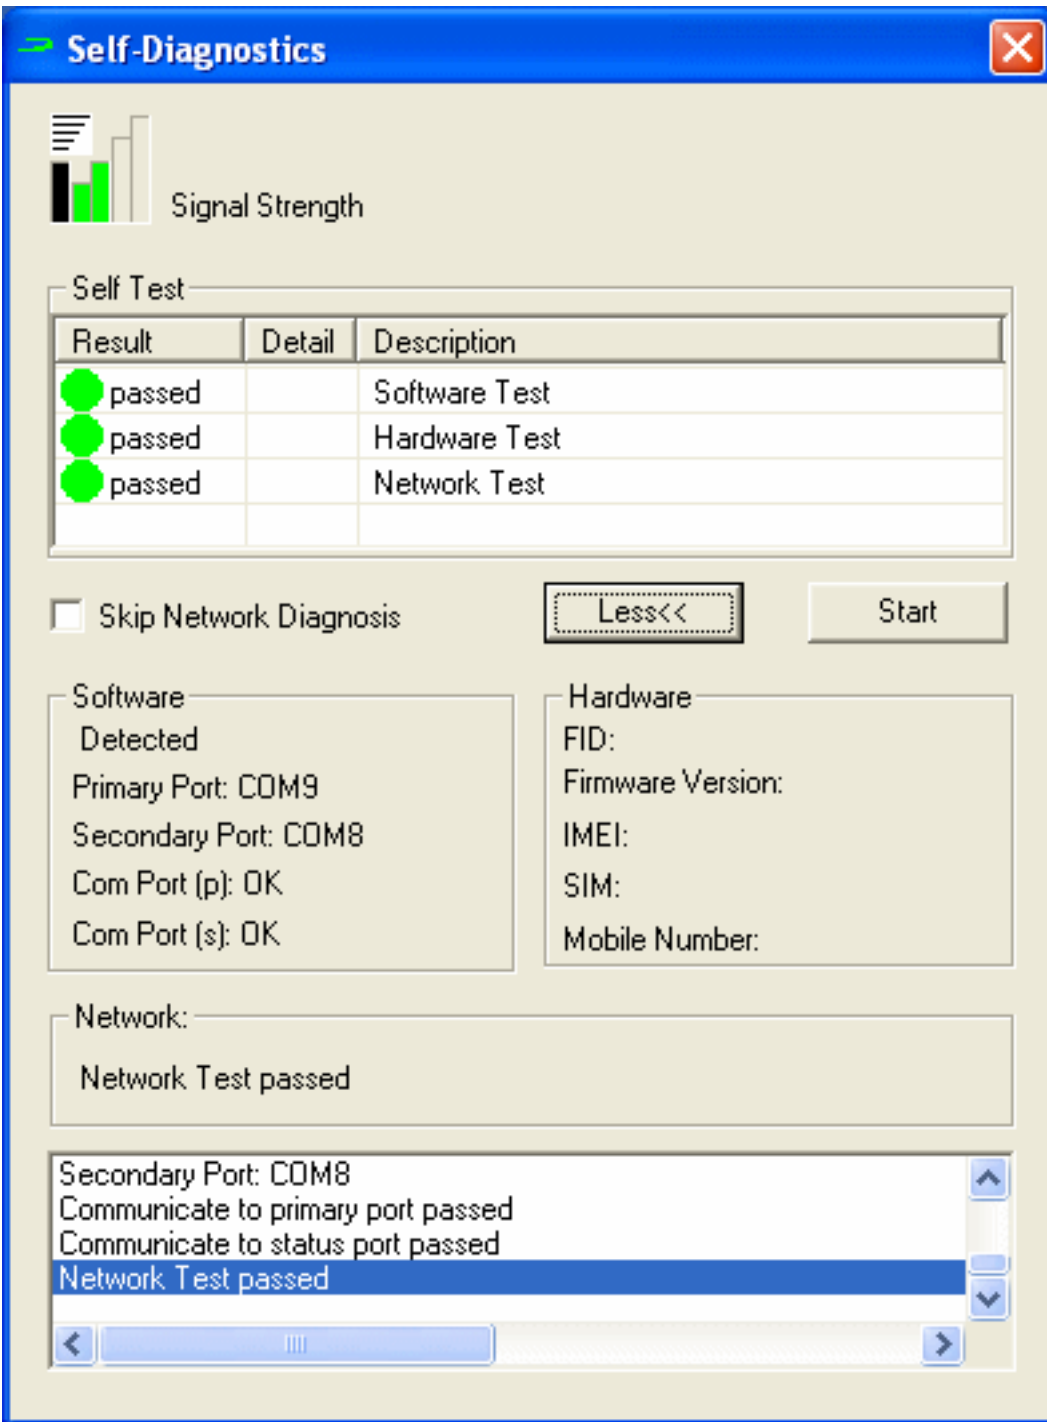 Self-Diagnostics
Signal Strength
Self Test
Result Detail Description
passed Software Test
passed Hardware Test
passed Network Test
Skip Network Diagnosis Less<< Start
Software
Detected
Primary Port: COM9
Secondary Port: COM8
Com Port (p): OK
Com Port (s): OK
Hardware
FID:
Firmware Version:
IMEI:
SIM:
Mobile Number:
Network:
Network Test passed
Secondary Port: COM8
Communicate to primary port passed
Communicate to status port passed
Network Test passed